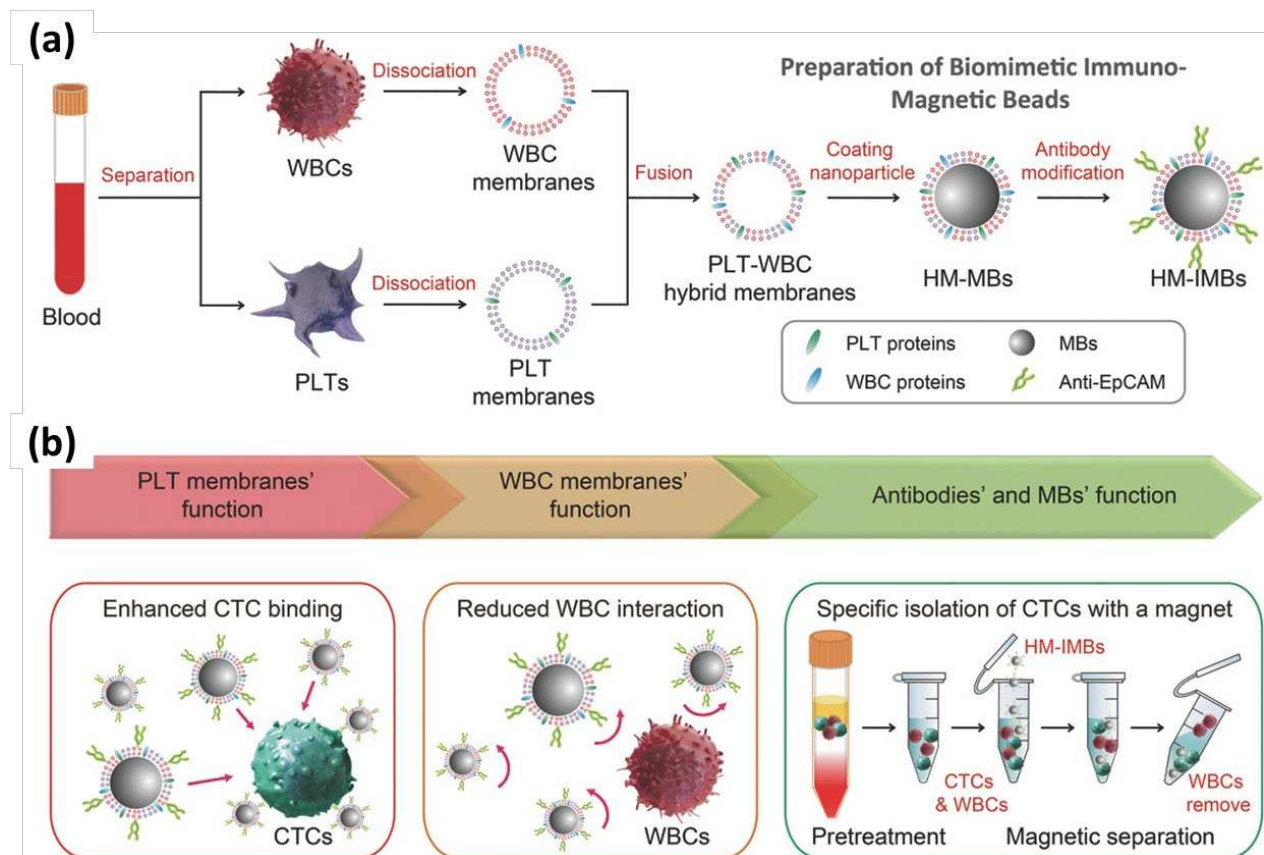 (a)
Preparation of Biomimetic Immuno-
Magnetic Beads
Blood
Separation
WBCs
Dissociation
WBC
membranes
PLTs
Dissociation
PLT
membranes
Fusion
PLT-WBC
hybrid membranes
Coating
nanoparticle
HM-MBs
Antibody
modification
HM-IMBs
PLT proteins
MBs
WBC proteins
Anti-EpCAM
(b)
PLT membranes'
function
WBC membranes'
function
Antibodies' and MBs' function
Enhanced CTC binding
CTCs
Reduced WBC interaction
WBCs
Specific isolation of CTCs with a magnet
HM-IMBs
CTCs
& WBCs
WBCs
remove
Pretreatment
Magnetic separation